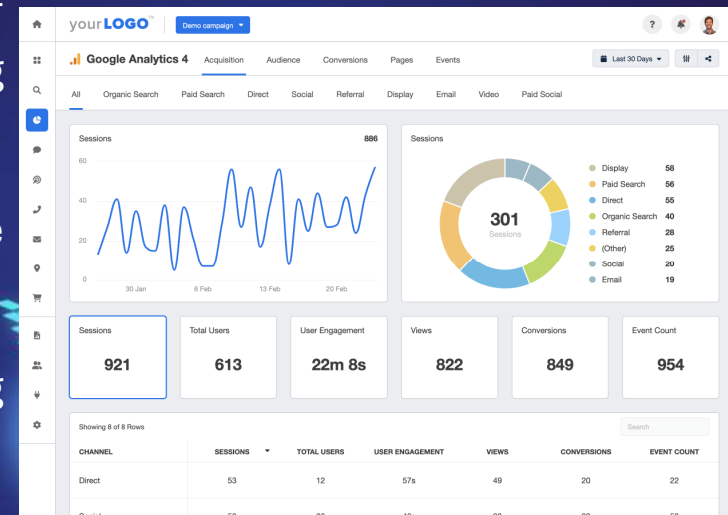 your LOGO™ Demo campaign ?
Google Analytics 4 Acquisition Audience Conversions Pages Events Last 30 Days
All Organic Search Paid Search Direct Social Referral Display Email Video Paid Social
Sessions 886
60
40
20
0
30 Jan 6 Feb 13 Feb 20 Feb
Sessions
301
Sessions
Display 58
Paid Search 56
Direct 55
Organic Search 40
Referral 28
(Other) 25
Social 20
Email 19
Sessions Total Users User Engagement Views Conversions Event Count
921 613 22m 8s 822 849 954
Showing 8 of 8 Rows Search
CHANNEL SESSIONS TOTAL USERS USER ENGAGEMENT VIEWS CONVERSIONS EVENT COUNT
Direct 53 12 57s 49 20 22